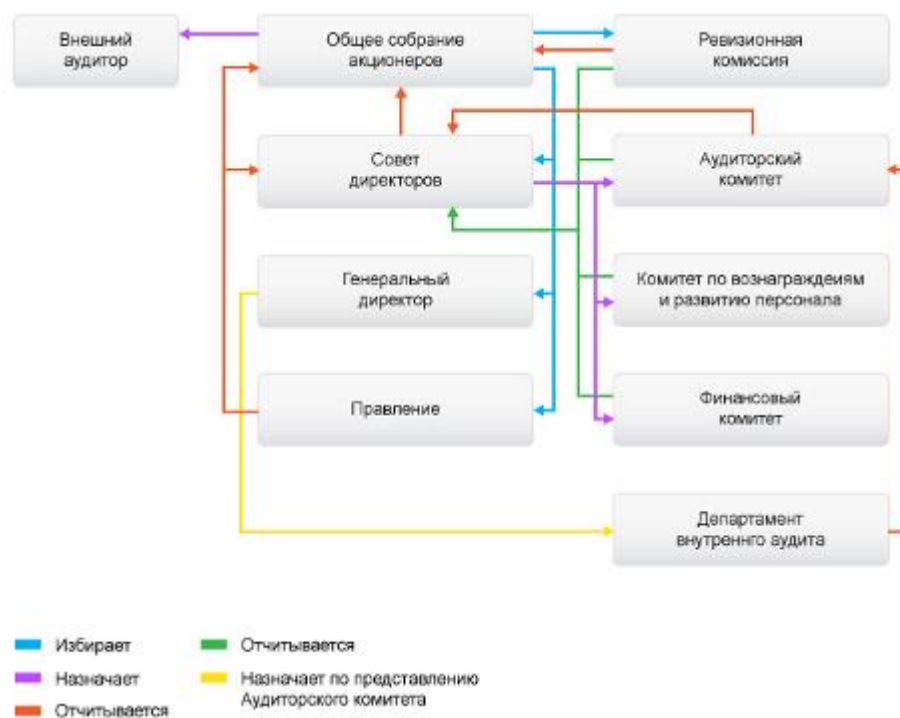 Внешний
аудитор
Общее собрание
акционеров
Ревизионная
комиссия
Совет
директоров
Аудиторский
комитет
Генеральный
директор
Комитет по вознаграждеиям
и развитию персонала
Правление
Финансовый
комитет
Департамент
внутреннго аудита
Избирает
Отчитывается
Назначает
Назначает по представлению
Аудиторского комитета
Отчитывается